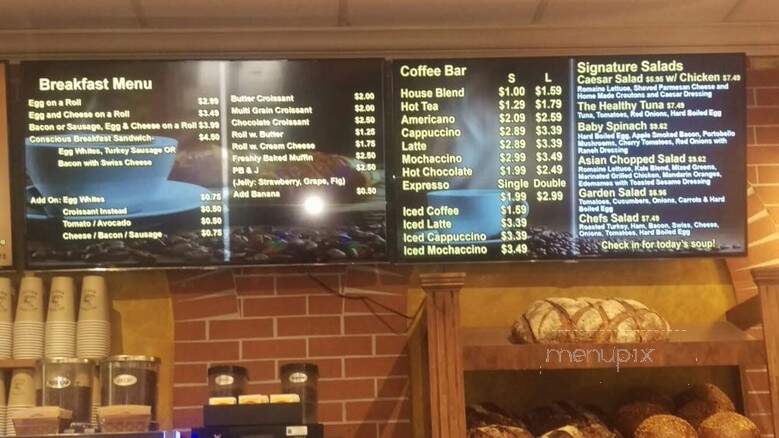 Breakfast Menu
Egg on a Roll $2.99
Egg and Cheese on a Roll $3.49
Bacon or Sausage, Egg & Cheese on a Roll $3.99
Conscious Breakfast Sandwich- $4.50
Egg Whites, Turkey Sausage OR
Bacon with Swiss Cheese
Add On: Egg Whites $0.75
Croissant Instead $0.50
Tomato / Avocado $0.50
Cheese / Bacon / Sausage $0.75
Butter Croissant $2.00
Multi Grain Croissant $2.00
Chocolate Croissant $2.50
Roll w. Butter $1.25
Roll w. Cream Cheese $1.75
Freshly Baked Muffin $2.50
PB & J $2.50
(Jelly: Strawberry, Grape, Fig)
Add Banana $0.50
Coffee Bar S L
House Blend $1.00 $1.59
Hot Tea $1.29 $1.79
Americano $2.09 $2.59
Cappuccino $2.89 $3.39
Latte $2.89 $3.39
Mochaccino $2.99 $3.49
Hot Chocolate $1.99 $2.49
Expresso Single Double
$1.99 $2.99
Iced Coffee $1.59
Iced Latte $3.39
Iced Cappuccino $3.39
Iced Mochaccino $3.49
Signature Salads
Caesar Salad $6.95 w/ Chicken $7.49
Romaine Lettuce, Shaved Parmesan Cheese and
Home Made Croutons and Caesar Dressing
The Healthy Tuna $7.49
Tuna, Tomatoes, Red Onions, Hard Boiled Egg
Baby Spinach $9.62
Hard Boiled Egg, Apple Smoked Bacon, Portobello
Mushrooms, Cherry Tomatoes, Red Onions with
Ranch Dressing
Asian Chopped Salad $9.62
Romaine Lettuce, Kale Blend, Mixed Greens,
Marinated Grilled Chicken, Mandarin Oranges,
Edamames with Toasted Sesame Dressing
Garden Salad $6.95
Tomatoes, Cucumbers, Onions, Carrots & Hard
Boiled Egg
Chefs Salad $7.49
Roasted Turkey, Ham, Bacon, Swiss, Cheese,
Onions, Tomatoes, Hard Boiled Egg
Check in for today's soup!
menupix